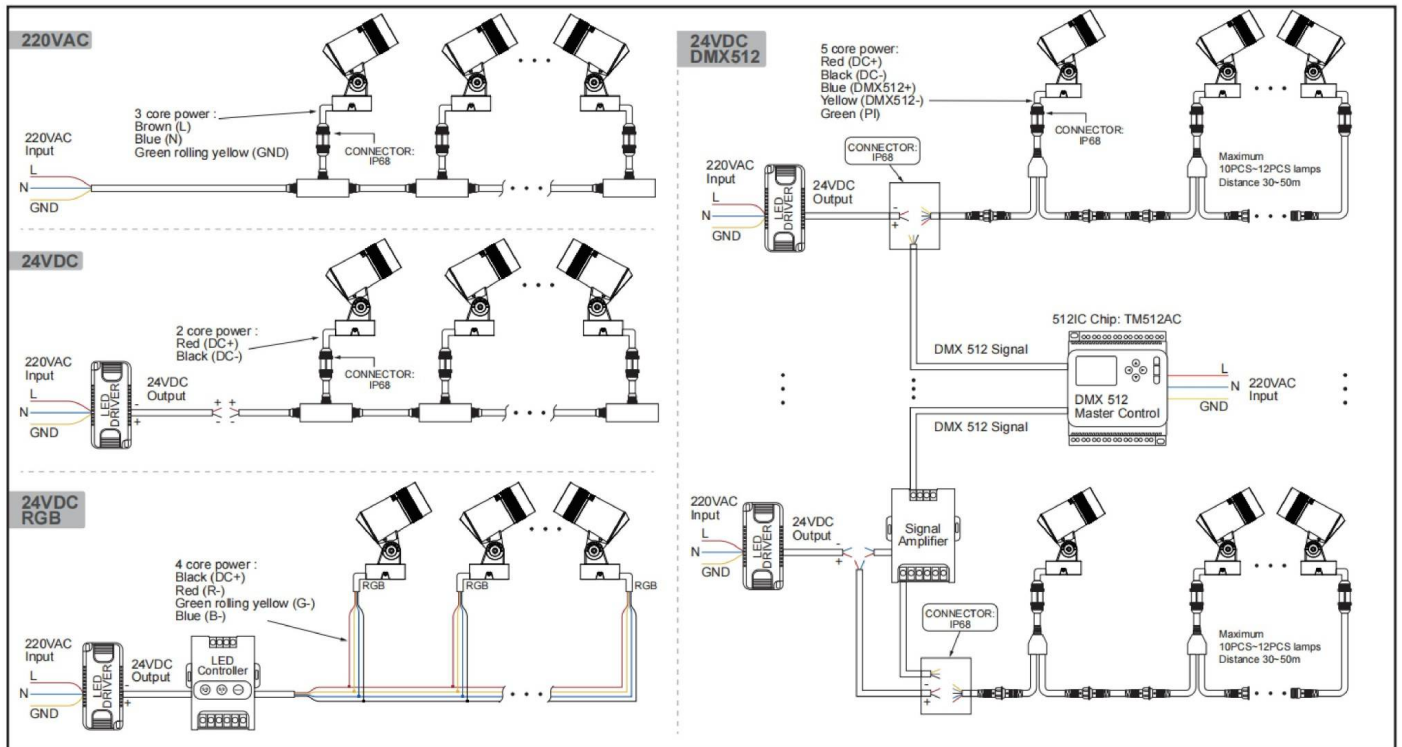 220VAC
3 core power :
Brown (L)
Blue (N)
Green rolling yellow (GND)
CONNECTOR:
IP68
220VAC
Input
L
N
GND
24VDC
2 core power :
Red (DC+)
Black (DC-)
CONNECTOR:
IP68
220VAC
Input
L
N
GND
LED
DRIVER
-
+
24VDC
Output
+ +
- -
24VDC
RGB
4 core power :
Black (DC+)
Red (R-)
Green rolling yellow (G-)
Blue (B-)
RGB
RGB
RGB
220VAC
Input
L
N
GND
LED
DRIVER
-
+
24VDC
Output
LED
Controller
24VDC
DMX512
5 core power:
Red (DC+)
Black (DC-)
Blue (DMX512+)
Yellow (DMX512-)
Green (PI)
CONNECTOR:
IP68
CONNECTOR:
IP68
220VAC
Input
L
N
GND
LED
DRIVER
24VDC
Output
-
+
Maximum
10PCS~12PCS lamps
Distance 30~50m
512IC Chip: TM512AC
DMX 512 Signal
DMX 512
Master Control
L
N
GND
220VAC
Input
DMX 512 Signal
220VAC
Input
L
N
GND
LED
DRIVER
24VDC
Output
-
+
Signal
Amplifier
CONNECTOR:
IP68
-
+
Maximum
10PCS~12PCS lamps
Distance 30~50m